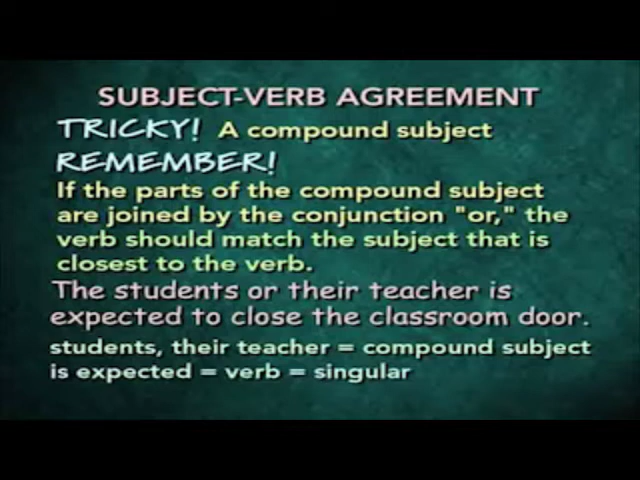 SUBJECT-VERB AGREEMENT
TRICKY! A compound subject
REMEMBER!
If the parts of the compound subject
are joined by the conjunction "or," the
verb should match the subject that is
closest to the verb.
The students or their teacher is
expected to close the classroom door.
students, their teacher = compound subject
is expected = verb = singular